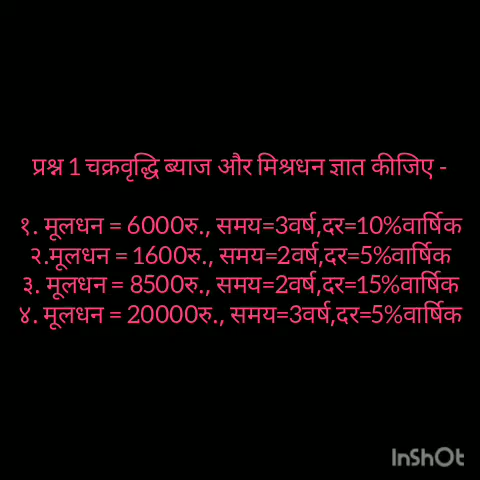 प्रश्न 1 चक्रवृद्धि ब्याज और मिश्रधन ज्ञात कीजिए -
१. मूलधन = 6000रु., समय=3वर्ष,दर=10%वार्षिक
२.मूलधन = 1600रु., समय=2वर्ष,दर=5%वार्षिक
३. मूलधन = 8500रु., समय=2वर्ष,दर=15%वार्षिक
४. मूलधन = 20000रु., समय=3वर्ष,दर=5%वार्षिक
InShOt